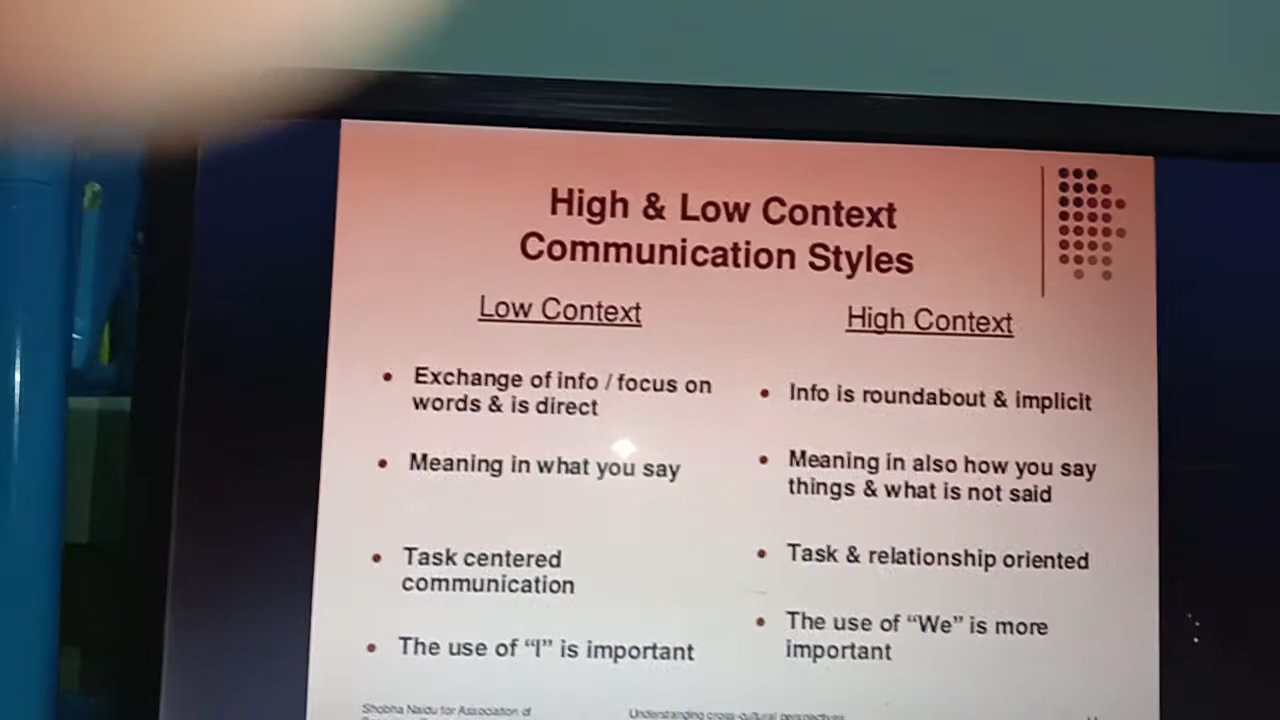 High & Low Context
Communication Styles
Low Context
• Exchange of info / focus on
words & is direct
• Meaning in what you say
• Task centered
communication
• The use of “I” is important
High Context
• Info is roundabout & implicit
• Meaning in also how you say
things & what is not said
• Task & relationship oriented
• The use of “We” is more
important
Shobha Naidu for Association of
Understanding cross-cultural perspectives